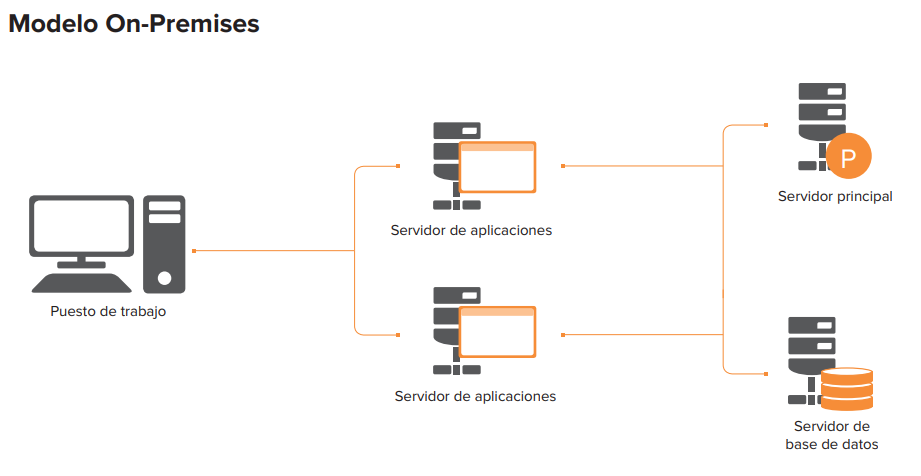 Modelo On-Premises
P
Servidor principal
Servidor de aplicaciones
Puesto de trabajo
Servidor de aplicaciones
Servidor de
base de datos